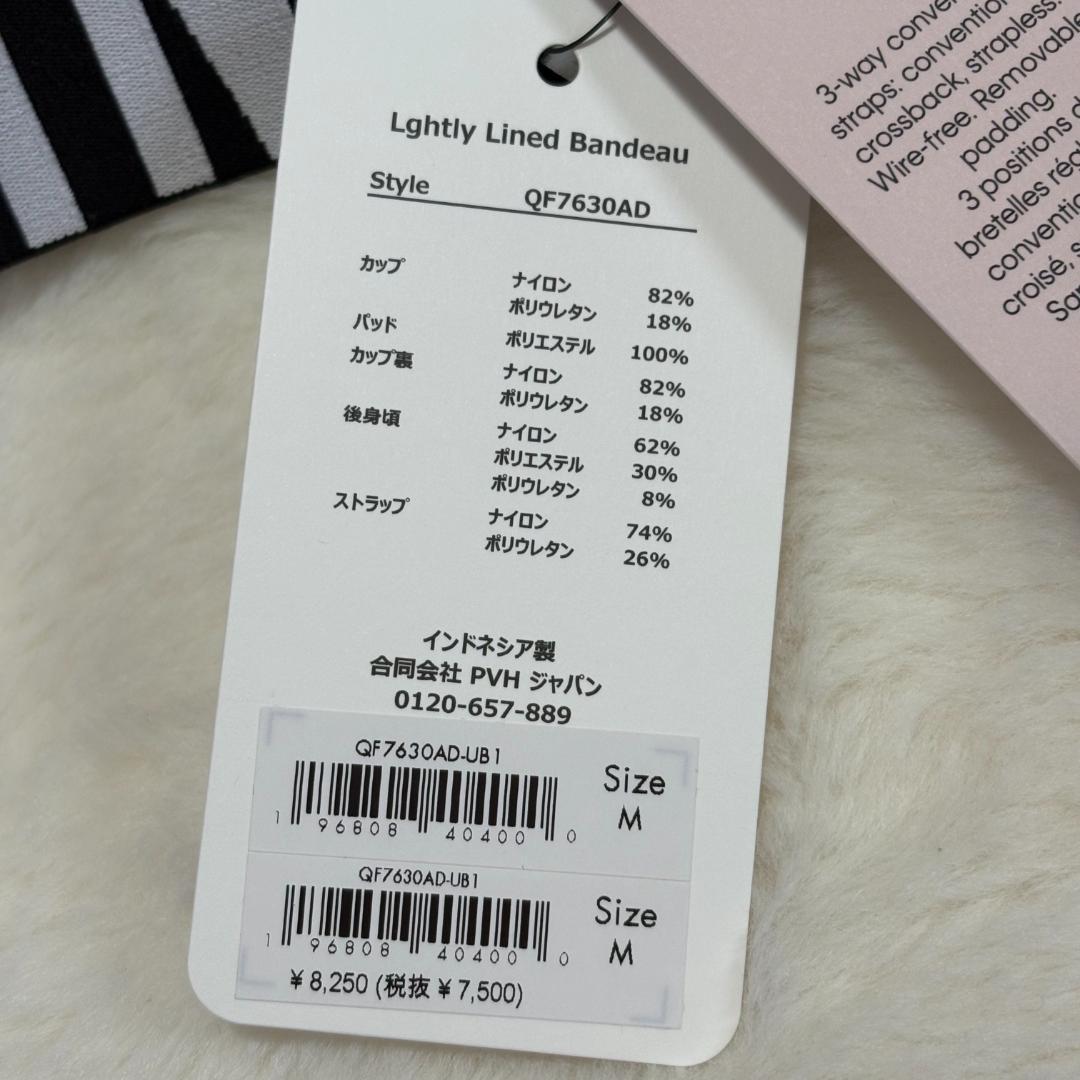 Lghtly Lined Bandeau
Style QF7630AD
カップ ナイロン 82%
ポリウレタン 18%
パッド ポリエステル 100%
カップ裏 ナイロン 82%
ポリウレタン 18%
後身頃 ナイロン 62%
ポリエステル 30%
ポリウレタン 8%
ストラップ ナイロン 74%
ポリウレタン 26%
インドネシア製
合同会社 PVH ジャパン
0120-657-889
QF7630AD-UB1
Size
M
1 96808 40400 0
QF7630AD-UB1
Size
M
1 96808 40400 0
¥8,250 (税抜 ¥7,500)
3-way
straps: convention
crossback, strapless.
Wire-free. Removable
padding.
3 positions
bretelles
croisé,